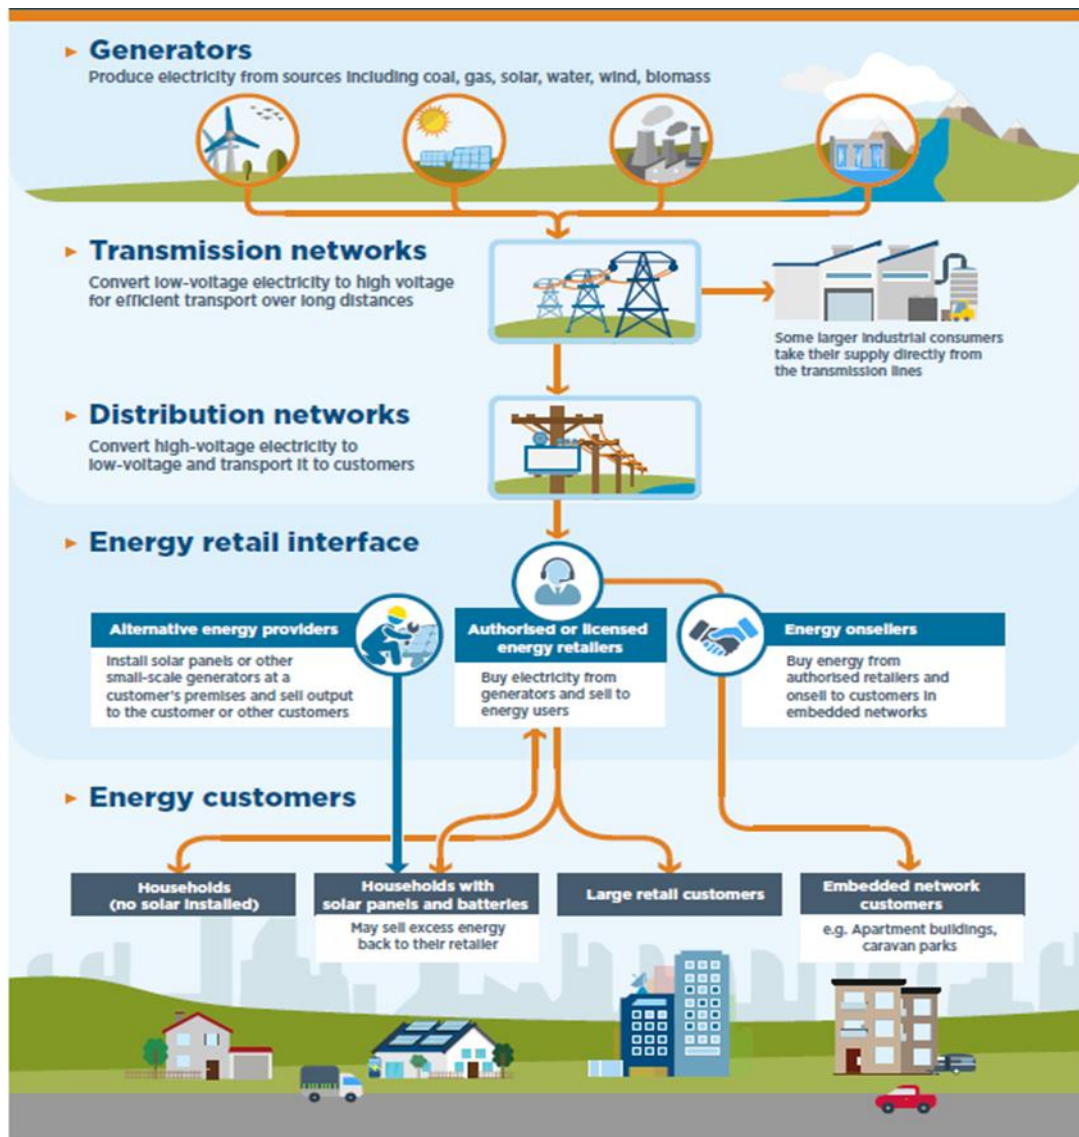 Generators
Produce electricity from sources including coal, gas, solar, water, wind, biomass
Transmission networks
Convert low-voltage electricity to high voltage
for efficient transport over long distances
Some larger industrial consumers
take their supply directly from
the transmission lines
Distribution networks
Convert high-voltage electricity to
low-voltage and transport it to customers
Energy retail interface
Alternative energy providers
Install solar panels or other
small-scale generators at a
customer's premises and sell output
to the customer or other customers
Authorised or licensed
energy retailers
Buy electricity from
generators and sell to
energy users
Energy onsellers
Buy energy from
authorised retailers and
onsell to customers in
embedded networks
Energy customers
Households
(no solar installed)
Households with
solar panels and batteries
May sell excess energy
back to their retailer
Large retail customers
Embedded network
customers
e.g. Apartment buildings,
caravan parks